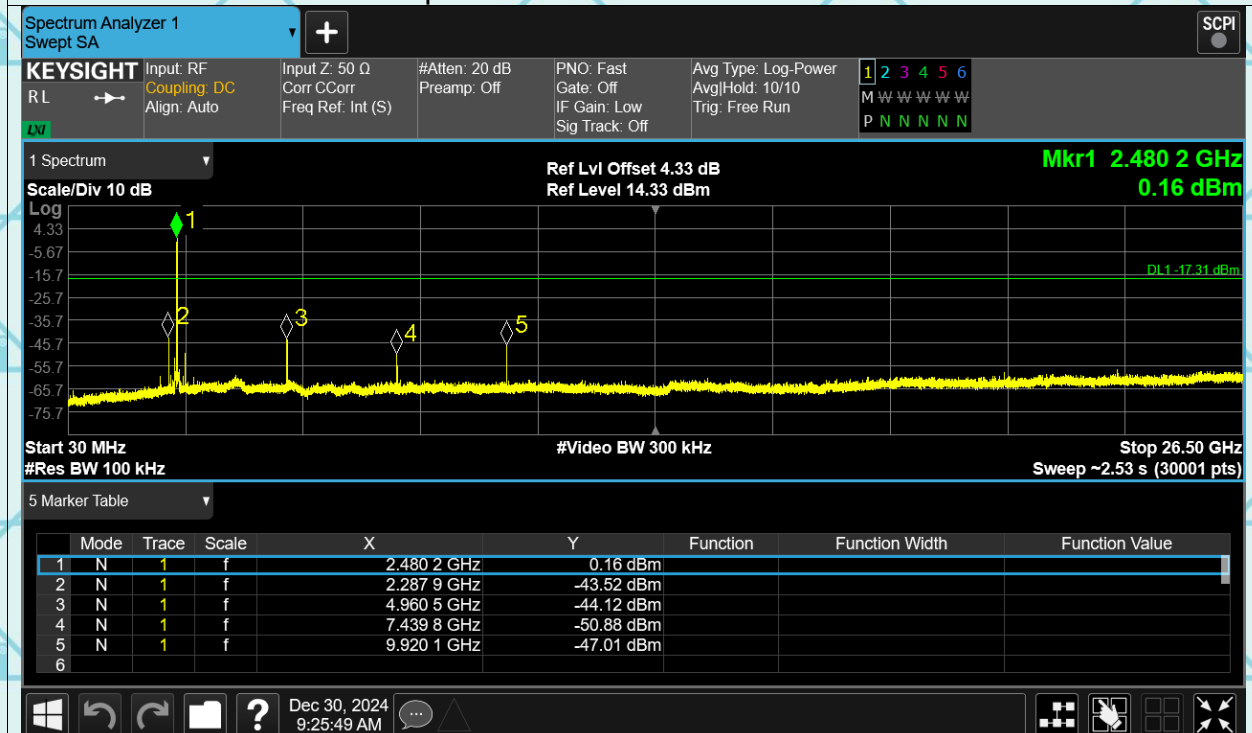 Spectrum Analyzer 1
Swept SA
+
SCPI
KEYSIGHT
RL
LXI
Input: RF
Coupling: DC
Align: Auto
Input Z: 50 Ω
Corr CCorr
Freq Ref: Int (S)
#Atten: 20 dB
Preamp: Off
PNO: Fast
Gate: Off
IF Gain: Low
Sig Track: Off
Avg Type: Log-Power
Avg|Hold: 10/10
Trig: Free Run
1 2 3 4 5 6
M W W W W W
P N N N N N N
1 Spectrum
Scale/Div 10 dB
Ref Lvl Offset 4.33 dB
Ref Level 14.33 dBm
Mkr1 2.480 2 GHz
0.16 dBm
Log
4.33
-5.67
-15.7
-25.7
-35.7
-45.7
-55.7
-65.7
-75.7
1
2
3
4
5
DL1 -17.31 dBm
Start 30 MHz
#Res BW 100 kHz
#Video BW 300 kHz
Stop 26.50 GHz
Sweep ~2.53 s (30001 pts)
5 Marker Table
Mode Trace Scale X Y Function Function Width Function Value
1 N 1 f 2.480 2 GHz 0.16 dBm
2 N 1 f 2.287 9 GHz -43.52 dBm
3 N 1 f 4.960 5 GHz -44.12 dBm
4 N 1 f 7.439 8 GHz -50.88 dBm
5 N 1 f 9.920 1 GHz -47.01 dBm
6
?
Dec 30, 2024
9:25:49 AM